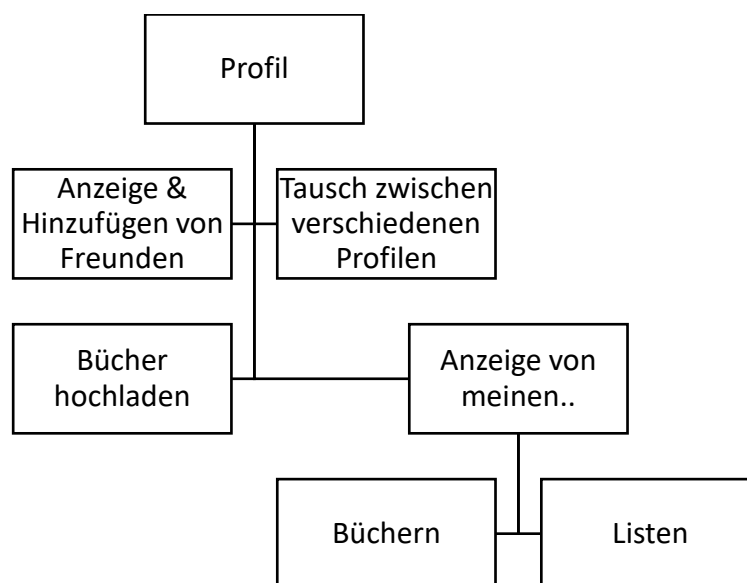 Profil
Anzeige &
Hinzufügen von
Freunden
Tausch zwischen
verschiedenen
Profilen
Bücher
hochladen
Anzeige von
meinen..
Büchern
Listen